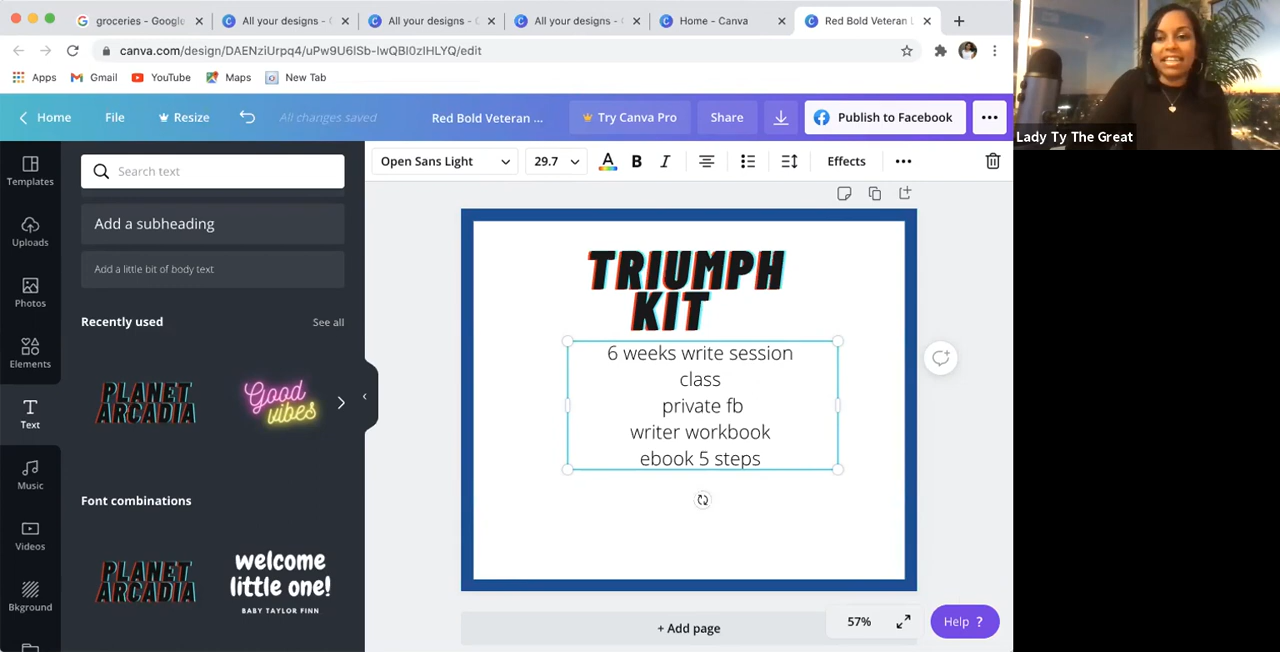 groceries - Google
All your designs - C
All your designs - C
All your designs - C
Home - Canva
Red Bold Veteran L
canva.com/design/DAENziUrpq4/uPw9U6lSb-lwQBI0zIHLYQ/edit
Apps
Gmail
YouTube
Maps
New Tab
Home
File
Resize
All changes saved
Red Bold Veteran ...
Try Canva Pro
Share
Publish to Facebook
Lady Ty The Great
Templates
Uploads
Photos
Elements
Text
Music
Videos
Bkground
Search text
Add a subheading
Add a little bit of body text
Recently used
See all
PLANET
ARCADIA
Good
vibes
Font combinations
PLANET
ARCADIA
welcome
little one!
BABY TAYLOR FINN
Open Sans Light
29.7
A
B
I
Effects
TRIUMPH
KIT
6 weeks write session
class
private fb
writer workbook
ebook 5 steps
+ Add page
57%
Help ?